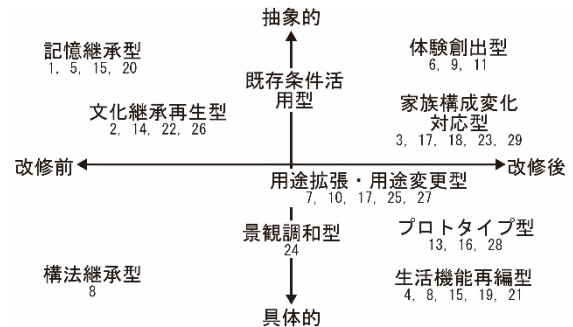 抽象的
記憶継承型
1, 5, 15, 20
体験創出型
6, 9, 11
既存条件活
用型
文化継承再生型
2, 14, 22, 26
家族構成変化
対応型
3, 17, 18, 23, 29
改修前
改修後
用途拡張・用途変更型
7, 10, 17, 25, 27
景観調和型
24
プロトタイプ型
13, 16, 28
構法継承型
8
生活機能再編型
4, 8, 15, 19, 21
具体的